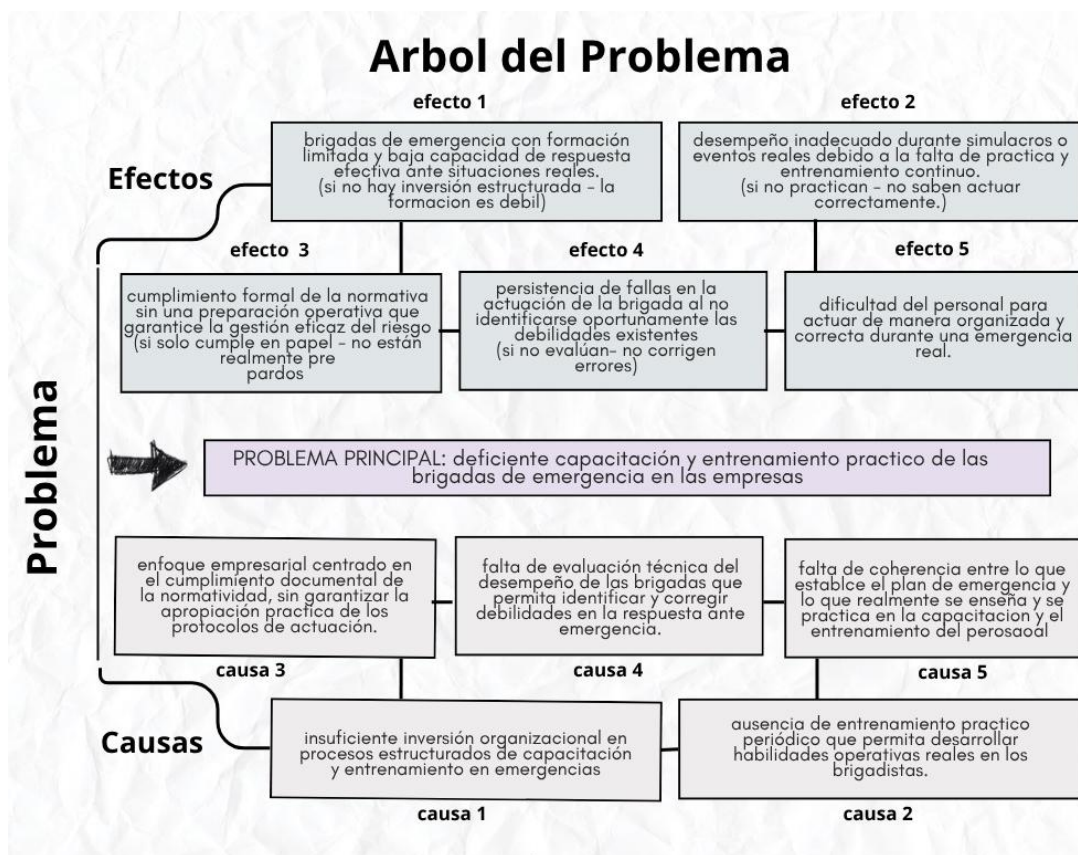 Arbol del Problema
efecto 1
efecto 2
Efectos
brigadas de emergencia con formación
limitada y baja capacidad de respuesta
efectiva ante situaciones reales.
(si no hay inversión estructurada - la
formacion es debil)
desempeño inadecuado durante simulacros o
eventos reales debido a la falta de practica y
entrenamiento continuo.
(si no practican - no saben actuar
correctamente.)
efecto 3
efecto 4
efecto 5
cumplimiento formal de la normativa
sin una preparación operativa que
garantice la gestión eficaz del riesgo
(si solo cumple en papel - no están
realmente pre
pardos
persistencia de fallas en la
actuación de la brigada al no
identificarse oportunamente las
debilidades existentes
(si no evalúan- no corrigen
errores)
dificultad del personal para
actuar de manera organizada y
correcta durante una emergencia
real.
Problema
PROBLEMA PRINCIPAL: deficiente capacitación y entrenamiento practico de las
brigadas de emergencia en las empresas
enfoque empresarial centrado en
el cumplimiento documental de
la normatividad, sin garantizar la
apropiación practica de los
protocolos de actuación.
falta de evaluación técnica del
desempeño de las brigadas que
permita identificar y corregir
debilidades en la respuesta ante
emergencia.
falta de coherencia entre lo que
establce el plan de emergencia y
lo que realmente se enseña y se
practica en la capacitacion y el
entrenamiento del perosaoal
causa 3
causa 4
causa 5
Causas
insuficiente inversión organizacional en
procesos estructurados de capacitación
y entrenamiento en emergencias
ausencia de entrenamiento practico
periódico que permita desarrollar
habilidades operativas reales en los
brigadistas.
causa 1
causa 2